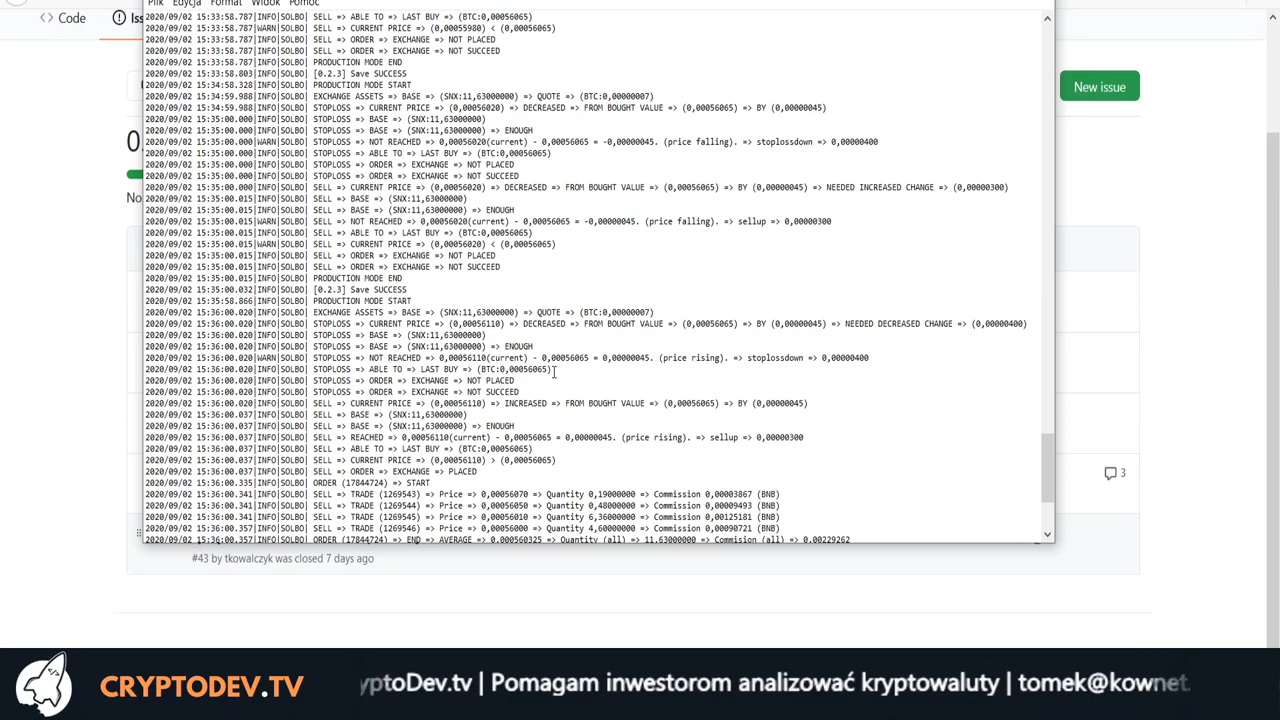 Plik Edycja Format Widok Pomoc
<> Code
Iss
New issue
2020/09/02 15:33:58.787|INFO|SOLBO| SELL => ABLE TO => LAST BUY => (BTC:0,00056065)
2020/09/02 15:33:58.787|WARN|SOLBO| SELL => CURRENT PRICE => (0,00055980) < (0,00056065)
2020/09/02 15:33:58.787|INFO|SOLBO| SELL => ORDER => EXCHANGE => NOT PLACED
2020/09/02 15:33:58.787|INFO|SOLBO| SELL => ORDER => EXCHANGE => NOT SUCCEED
2020/09/02 15:33:58.787|INFO|SOLBO| PRODUCTION MODE END
2020/09/02 15:33:58.803|INFO|SOLBO| [0.2.3] Save SUCCESS
2020/09/02 15:34:58.328|INFO|SOLBO| PRODUCTION MODE START
2020/09/02 15:34:59.988|INFO|SOLBO| EXCHANGE ASSETS => BASE => (SNX:11,63000000) => QUOTE => (BTC:0,00000007)
2020/09/02 15:34:59.988|INFO|SOLBO| STOPLOSS => CURRENT PRICE => (0,00056020) => DECREASED => FROM BOUGHT VALUE => (0,00056065) => BY (0,00000045)
2020/09/02 15:35:00.000|INFO|SOLBO| STOPLOSS => BASE => (SNX:11,63000000)
2020/09/02 15:35:00.000|INFO|SOLBO| STOPLOSS => BASE => (SNX:11,63000000) => ENOUGH
2020/09/02 15:35:00.000|WARN|SOLBO| STOPLOSS => NOT REACHED => 0,00056020(current) - 0,00056065 = -0,00000045. (price falling). => stoplossdown => 0,00000400
2020/09/02 15:35:00.000|INFO|SOLBO| STOPLOSS => ABLE TO => LAST BUY => (BTC:0,00056065)
2020/09/02 15:35:00.000|INFO|SOLBO| STOPLOSS => ORDER => EXCHANGE => NOT PLACED
2020/09/02 15:35:00.000|INFO|SOLBO| STOPLOSS => ORDER => EXCHANGE => NOT SUCCEED
2020/09/02 15:35:00.015|INFO|SOLBO| SELL => CURRENT PRICE => (0,00056020) => DECREASED => FROM BOUGHT VALUE => (0,00056065) => BY (0,00000045) => NEEDED INCREASED CHANGE => (0,00000300)
2020/09/02 15:35:00.015|INFO|SOLBO| SELL => BASE => (SNX:11,63000000)
2020/09/02 15:35:00.015|INFO|SOLBO| SELL => BASE => (SNX:11,63000000) => ENOUGH
2020/09/02 15:35:00.015|WARN|SOLBO| SELL => NOT REACHED => 0,00056020(current) - 0,00056065 = -0,00000045. (price falling). => sellup => 0,00000300
2020/09/02 15:35:00.015|INFO|SOLBO| SELL => ABLE TO => LAST BUY => (BTC:0,00056065)
2020/09/02 15:35:00.015|WARN|SOLBO| SELL => CURRENT PRICE => (0,00056020) < (0,00056065)
2020/09/02 15:35:00.015|INFO|SOLBO| SELL => ORDER => EXCHANGE => NOT PLACED
2020/09/02 15:35:00.015|INFO|SOLBO| SELL => ORDER => EXCHANGE => NOT SUCCEED
2020/09/02 15:35:00.015|INFO|SOLBO| PRODUCTION MODE END
2020/09/02 15:35:00.032|INFO|SOLBO| [0.2.3] Save SUCCESS
2020/09/02 15:35:58.866|INFO|SOLBO| PRODUCTION MODE START
2020/09/02 15:36:00.020|INFO|SOLBO| EXCHANGE ASSETS => BASE => (SNX:11,63000000) => QUOTE => (BTC:0,00000007)
2020/09/02 15:36:00.020|INFO|SOLBO| STOPLOSS => CURRENT PRICE => (0,00056110) => DECREASED => FROM BOUGHT VALUE => (0,00056065) => BY (0,00000045) => NEEDED DECREASED CHANGE => (0,00000400)
2020/09/02 15:36:00.020|INFO|SOLBO| STOPLOSS => BASE => (SNX:11,63000000)
2020/09/02 15:36:00.020|INFO|SOLBO| STOPLOSS => BASE => (SNX:11,63000000) => ENOUGH
2020/09/02 15:36:00.020|WARN|SOLBO| STOPLOSS => NOT REACHED => 0,00056110(current) - 0,00056065 = 0,00000045. (price rising). => stoplossdown => 0,00000400
2020/09/02 15:36:00.020|INFO|SOLBO| STOPLOSS => ABLE TO => LAST BUY => (BTC:0,00056065)
2020/09/02 15:36:00.020|INFO|SOLBO| STOPLOSS => ORDER => EXCHANGE => NOT PLACED
2020/09/02 15:36:00.020|INFO|SOLBO| STOPLOSS => ORDER => EXCHANGE => NOT SUCCEED
2020/09/02 15:36:00.020|INFO|SOLBO| SELL => CURRENT PRICE => (0,00056110) => INCREASED => FROM BOUGHT VALUE => (0,00056065) => BY (0,00000045)
2020/09/02 15:36:00.037|INFO|SOLBO| SELL => BASE => (SNX:11,63000000)
2020/09/02 15:36:00.037|INFO|SOLBO| SELL => BASE => (SNX:11,63000000) => ENOUGH
2020/09/02 15:36:00.037|INFO|SOLBO| SELL => REACHED => 0,00056110(current) - 0,00056065 = 0,00000045. (price rising). => sellup => 0,00000300
2020/09/02 15:36:00.037|INFO|SOLBO| SELL => ABLE TO => LAST BUY => (BTC:0,00056065)
2020/09/02 15:36:00.037|INFO|SOLBO| SELL => CURRENT PRICE => (0,00056110) > (0,00056065)
2020/09/02 15:36:00.037|INFO|SOLBO| SELL => ORDER => EXCHANGE => PLACED
2020/09/02 15:36:00.335|INFO|SOLBO| ORDER (17844724) => START
2020/09/02 15:36:00.341|INFO|SOLBO| SELL => TRADE (1269543) => Price => 0,00056070 => Quantity 0,19000000 => Commission 0,00003867 (BNB)
2020/09/02 15:36:00.341|INFO|SOLBO| SELL => TRADE (1269544) => Price => 0,00056050 => Quantity 0,48000000 => Commission 0,00009493 (BNB)
2020/09/02 15:36:00.341|INFO|SOLBO| SELL => TRADE (1269545) => Price => 0,00056010 => Quantity 6,36000000 => Commission 0,00125181 (BNB)
2020/09/02 15:36:00.357|INFO|SOLBO| SELL => TRADE (1269546) => Price => 0,00056000 => Quantity 4,60000000 => Commission 0,00090721 (BNB)
2020/09/02 15:36:00.357|INFO|SOLBO| ORDER (17844724) => END => AVERAGE => 0,000560325 => Quantity (all) => 11,63000000 => Commision (all) => 0,00229262
0
No
3
#43 by tkowalczyk was closed 7 days ago
CRYPTODEV.TV
yptoDev.tv | Pomagam inwestorom analizować kryptowaluty | tomek@kownet.